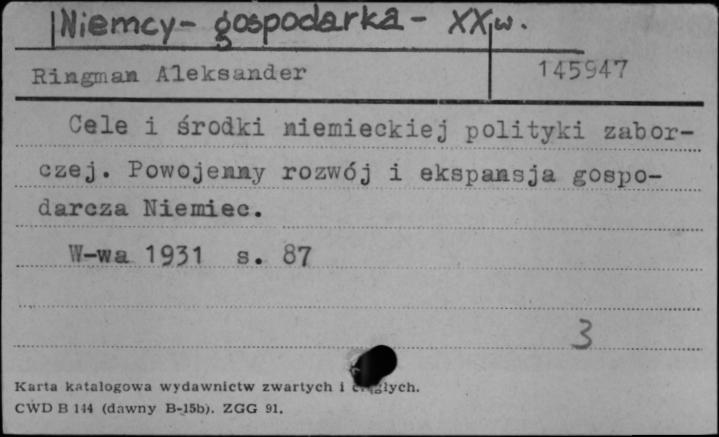 Niemcy - gospodarka - XX w.
Ringman Aleksander 145947
Cele i środki niemieckiej polityki zabor-
czej. Powojenny rozwój i ekspansja gospo-
darcza Niemiec.
W-wa 1931 s. 87
3
Karta katalogowa wydawnictw zwartych i ciągłych.
CWD B 144 (dawny B-15b). ZGG 91.